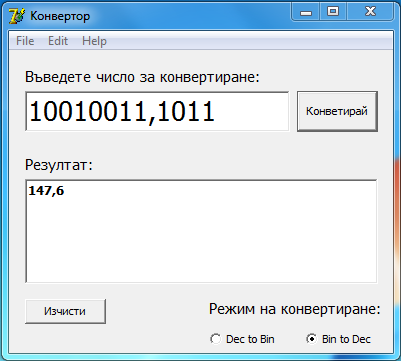 Конвертор
File Edit Help
Въведете число за конвертиране:
10010011,1011
Конветирай
Резултат:
147,6
Изчисти
Режим на конвертиране:
Dec to Bin Bin to Dec